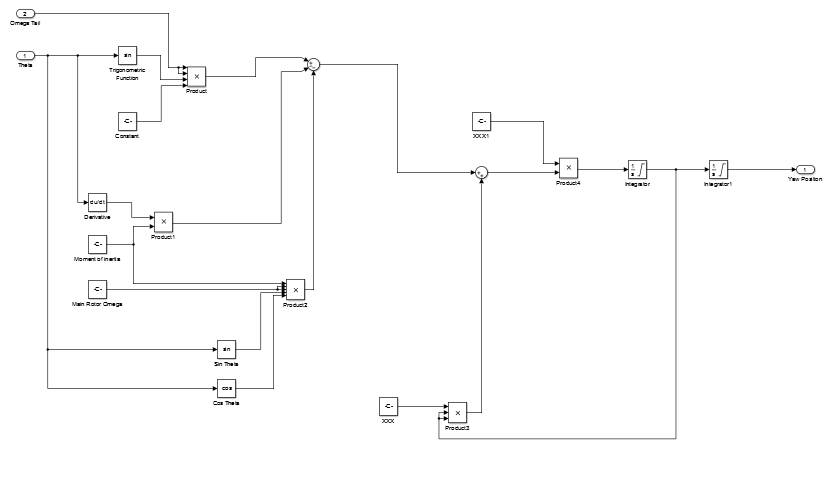 2
Omega Tail
1
Theta
sin
Trigonometric
Function
×
Product
-C-
Constant
du/dt
Derivative
×
Product1
-C-
Moment of Inertia
-C-
Main Rotor Omega
×
Product2
sin
Sin Theta
cos
Cos Theta
-C-
XXX1
×
Product4
1
s
Integrator
1
s
Integrator1
1
Yaw Position
-C-
XXX
×
Product3